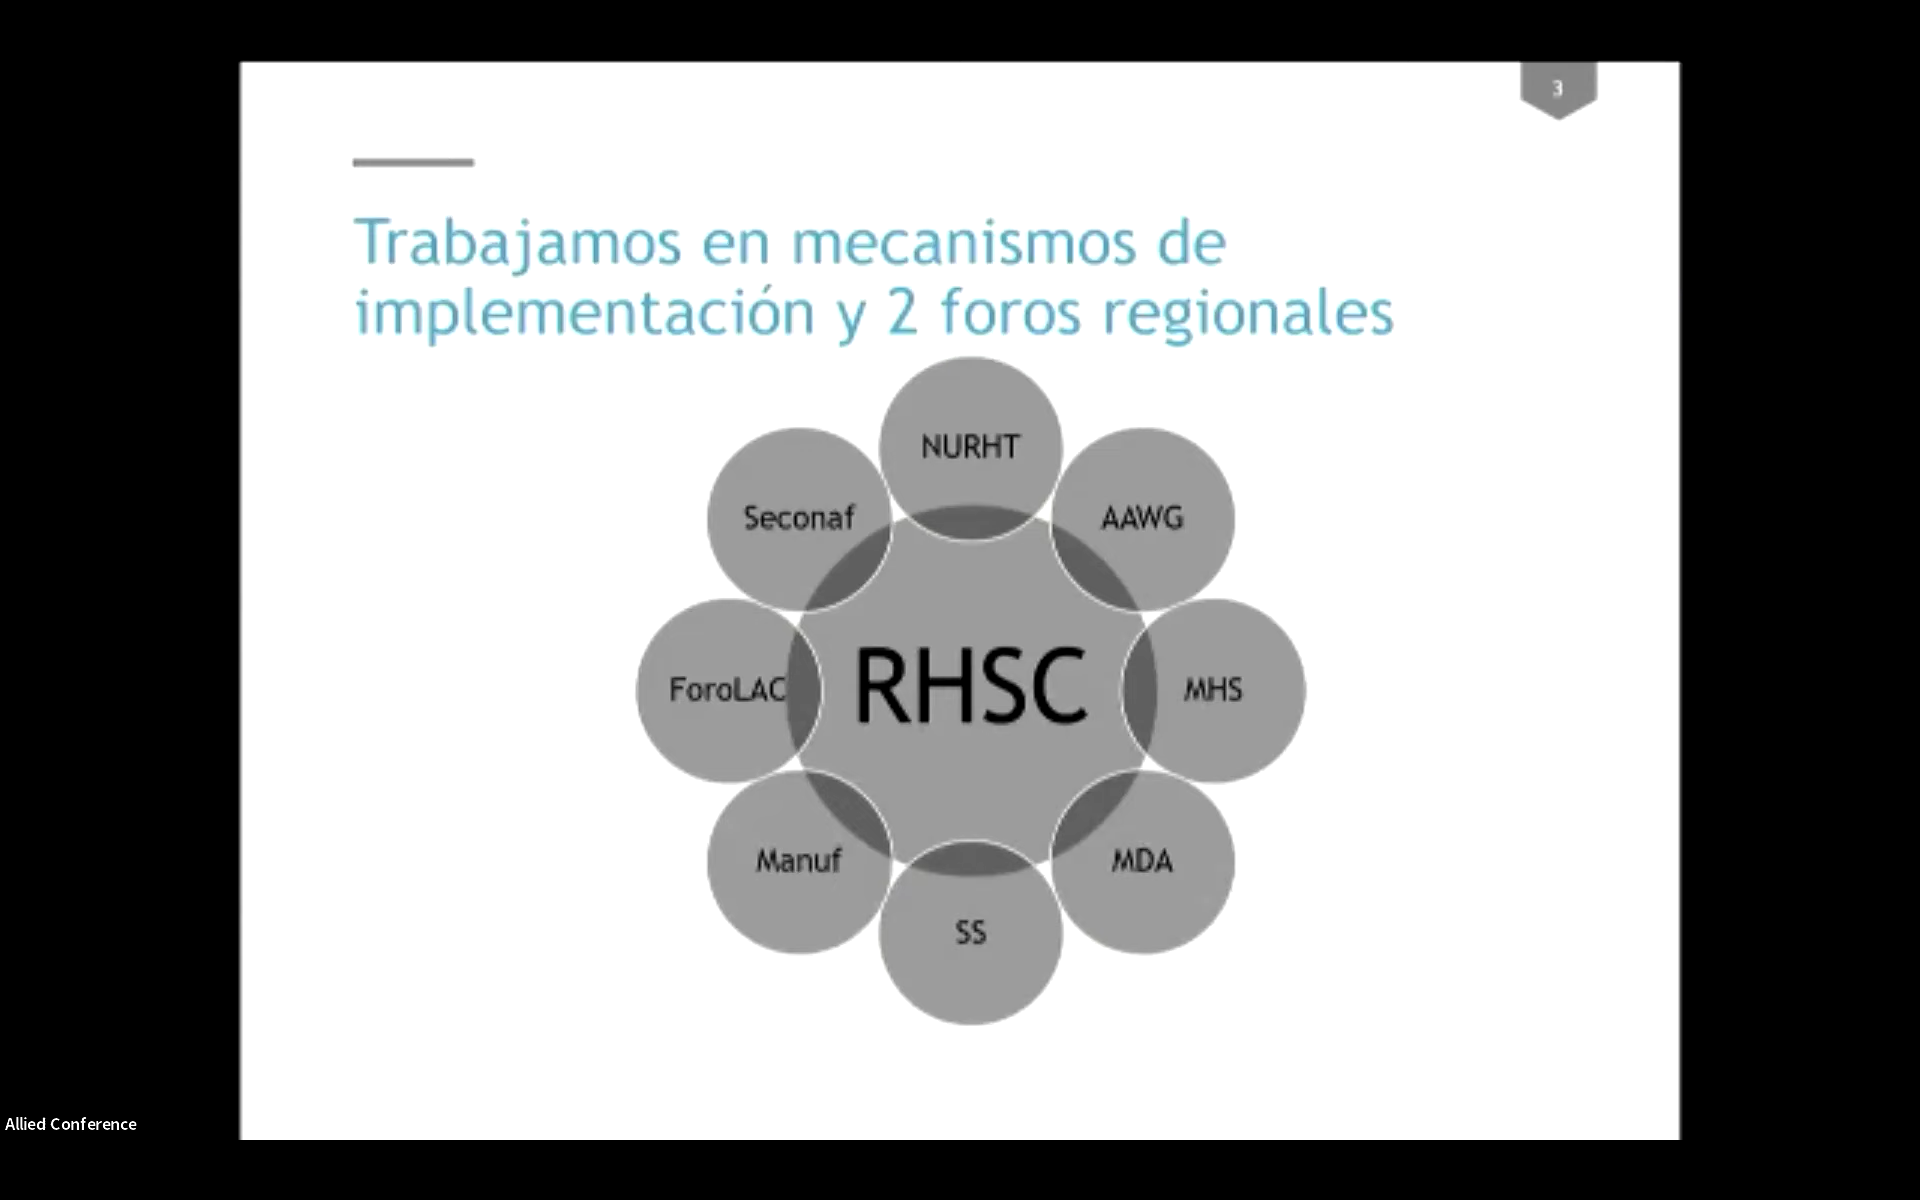 3
Trabajamos en mecanismos de
implementación y 2 foros regionales
NURHT
Seconaf
AAWG
ForoLAC
RHSC
MHS
Manuf
MDA
SS
Allied Conference